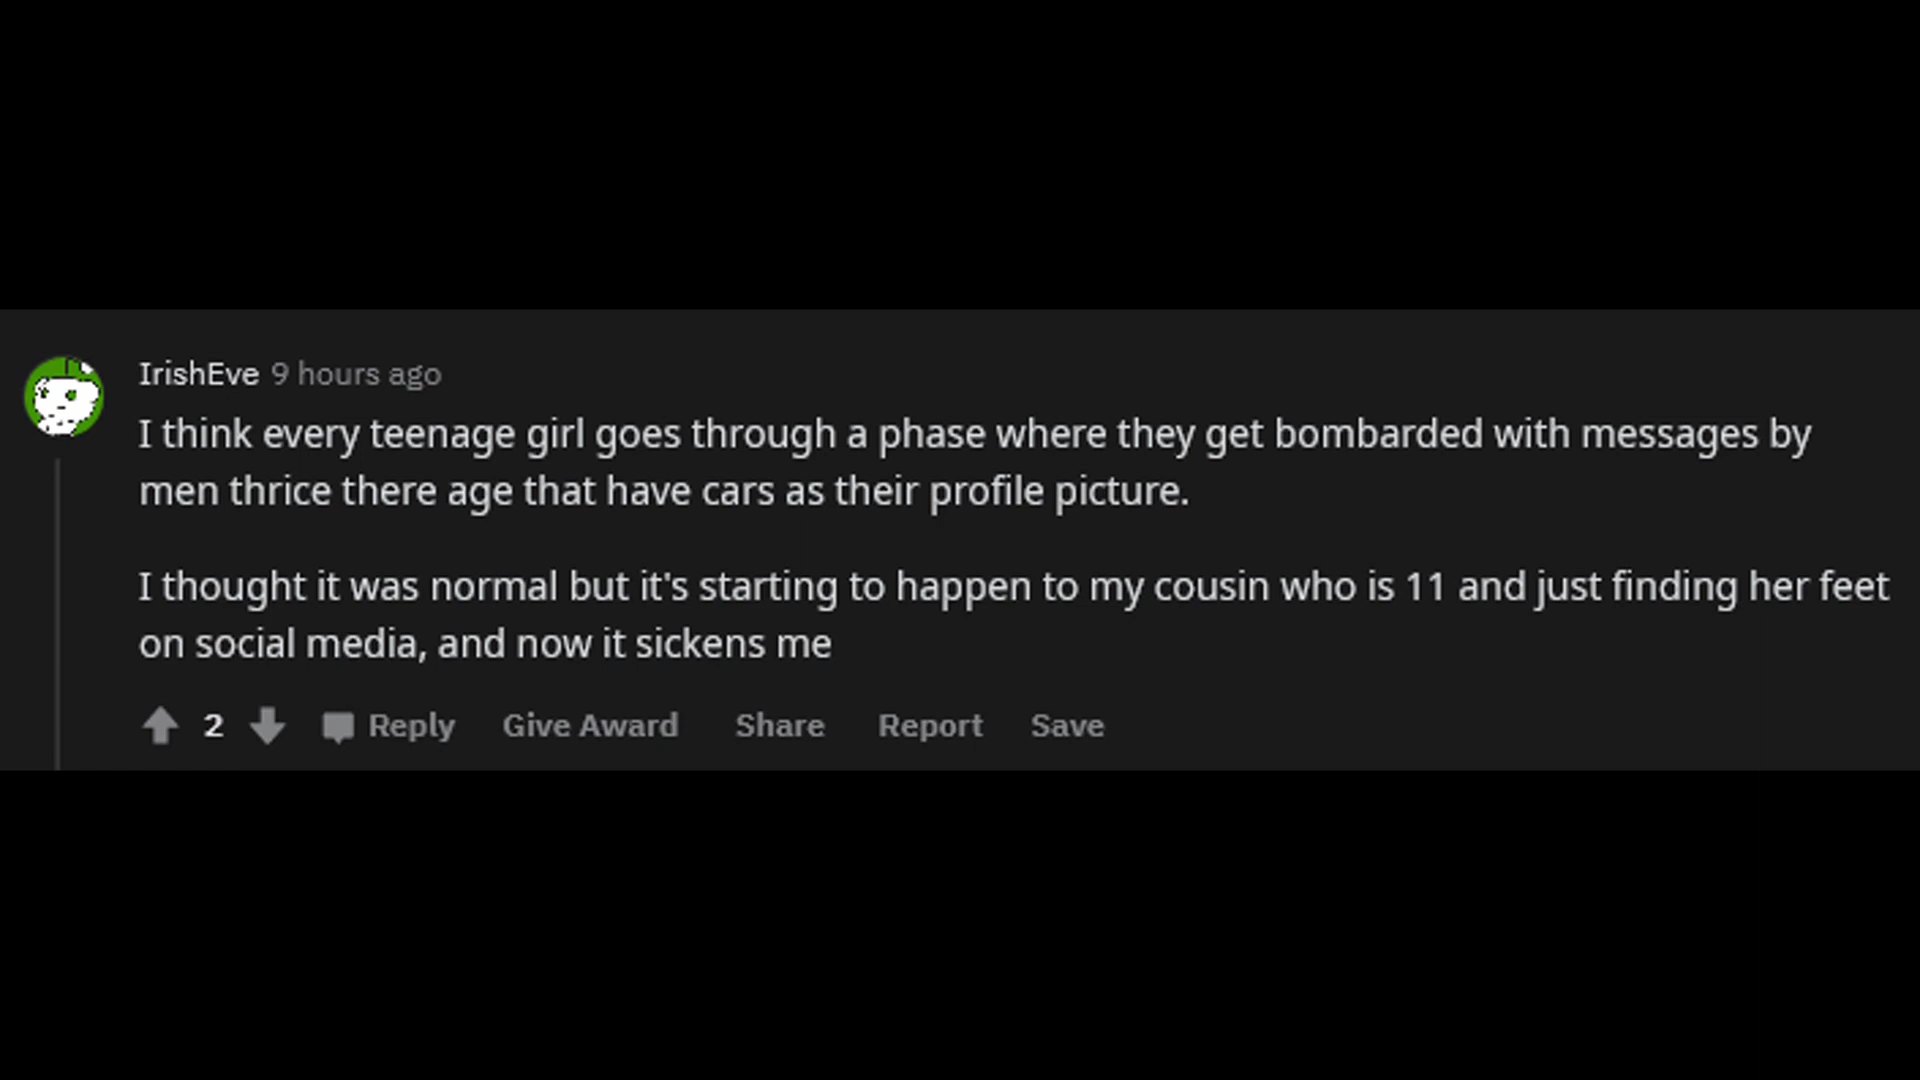 IrishEve 9 hours ago
I think every teenage girl goes through a phase where they get bombarded with messages by
men thrice there age that have cars as their profile picture.
I thought it was normal but it's starting to happen to my cousin who is 11 and just finding her feet
on social media, and now it sickens me
2 Reply Give Award Share Report Save